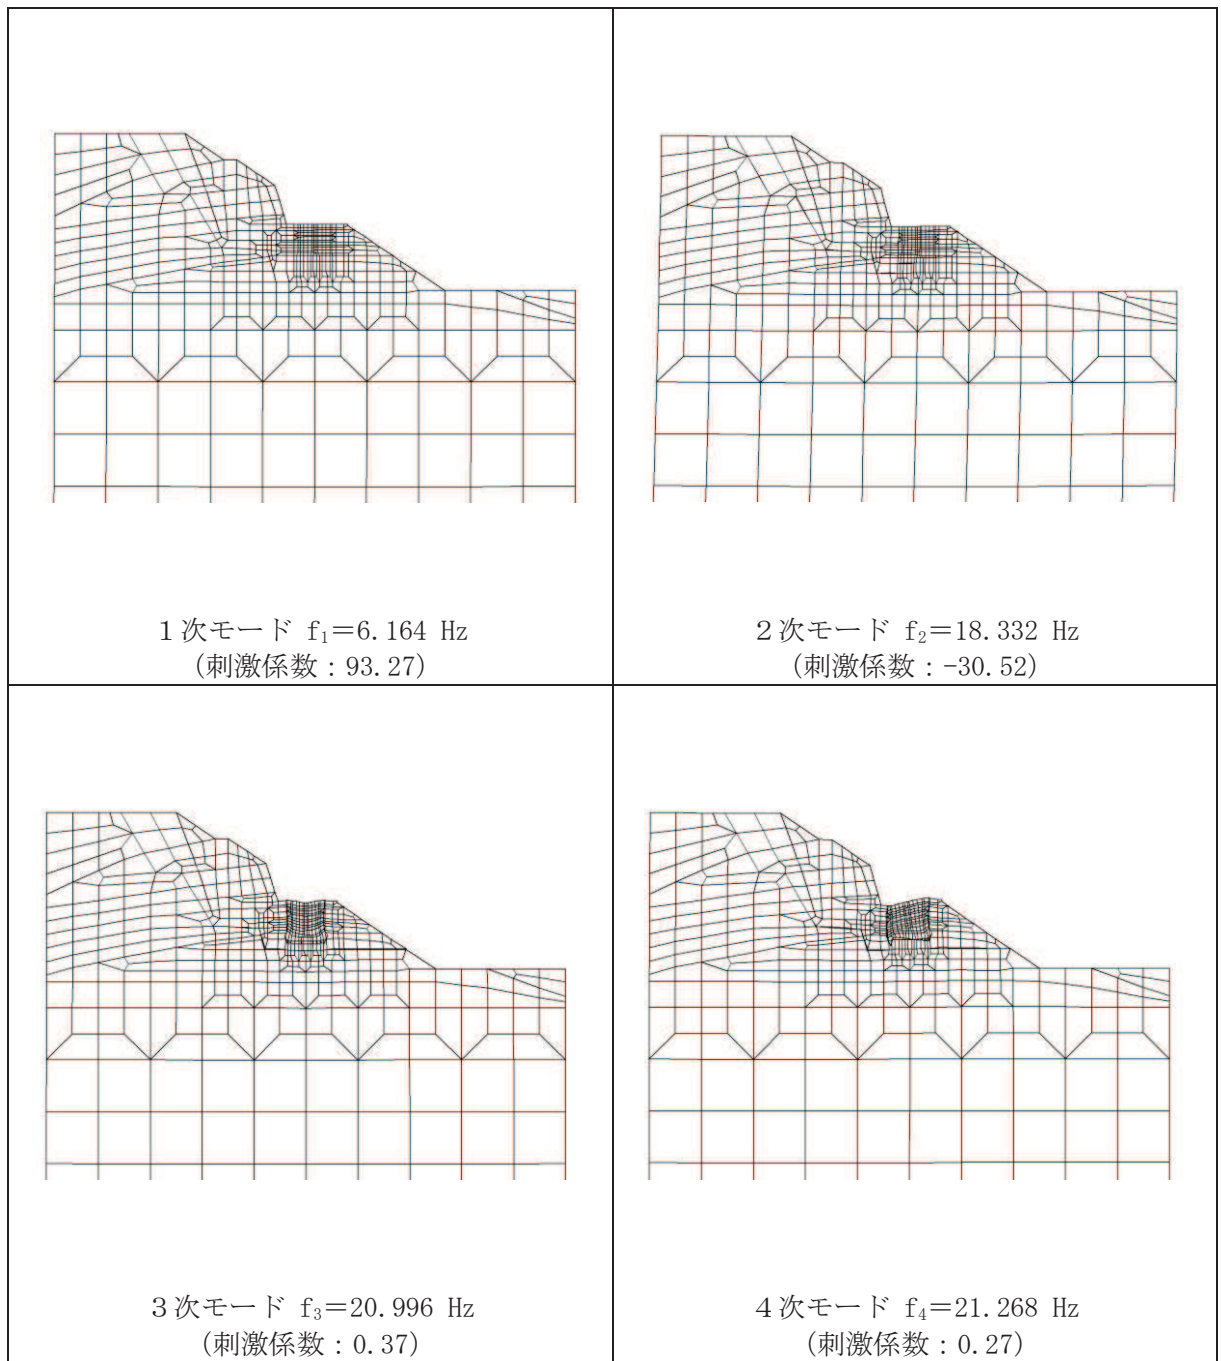 1次モード f₁＝6.164 Hz
(刺激係数：93.27)
2次モード f₂＝18.332 Hz
(刺激係数：-30.52)
3次モード f₃＝20.996 Hz
(刺激係数：0.37)
4次モード f₄＝21.268 Hz
(刺激係数：0.27)